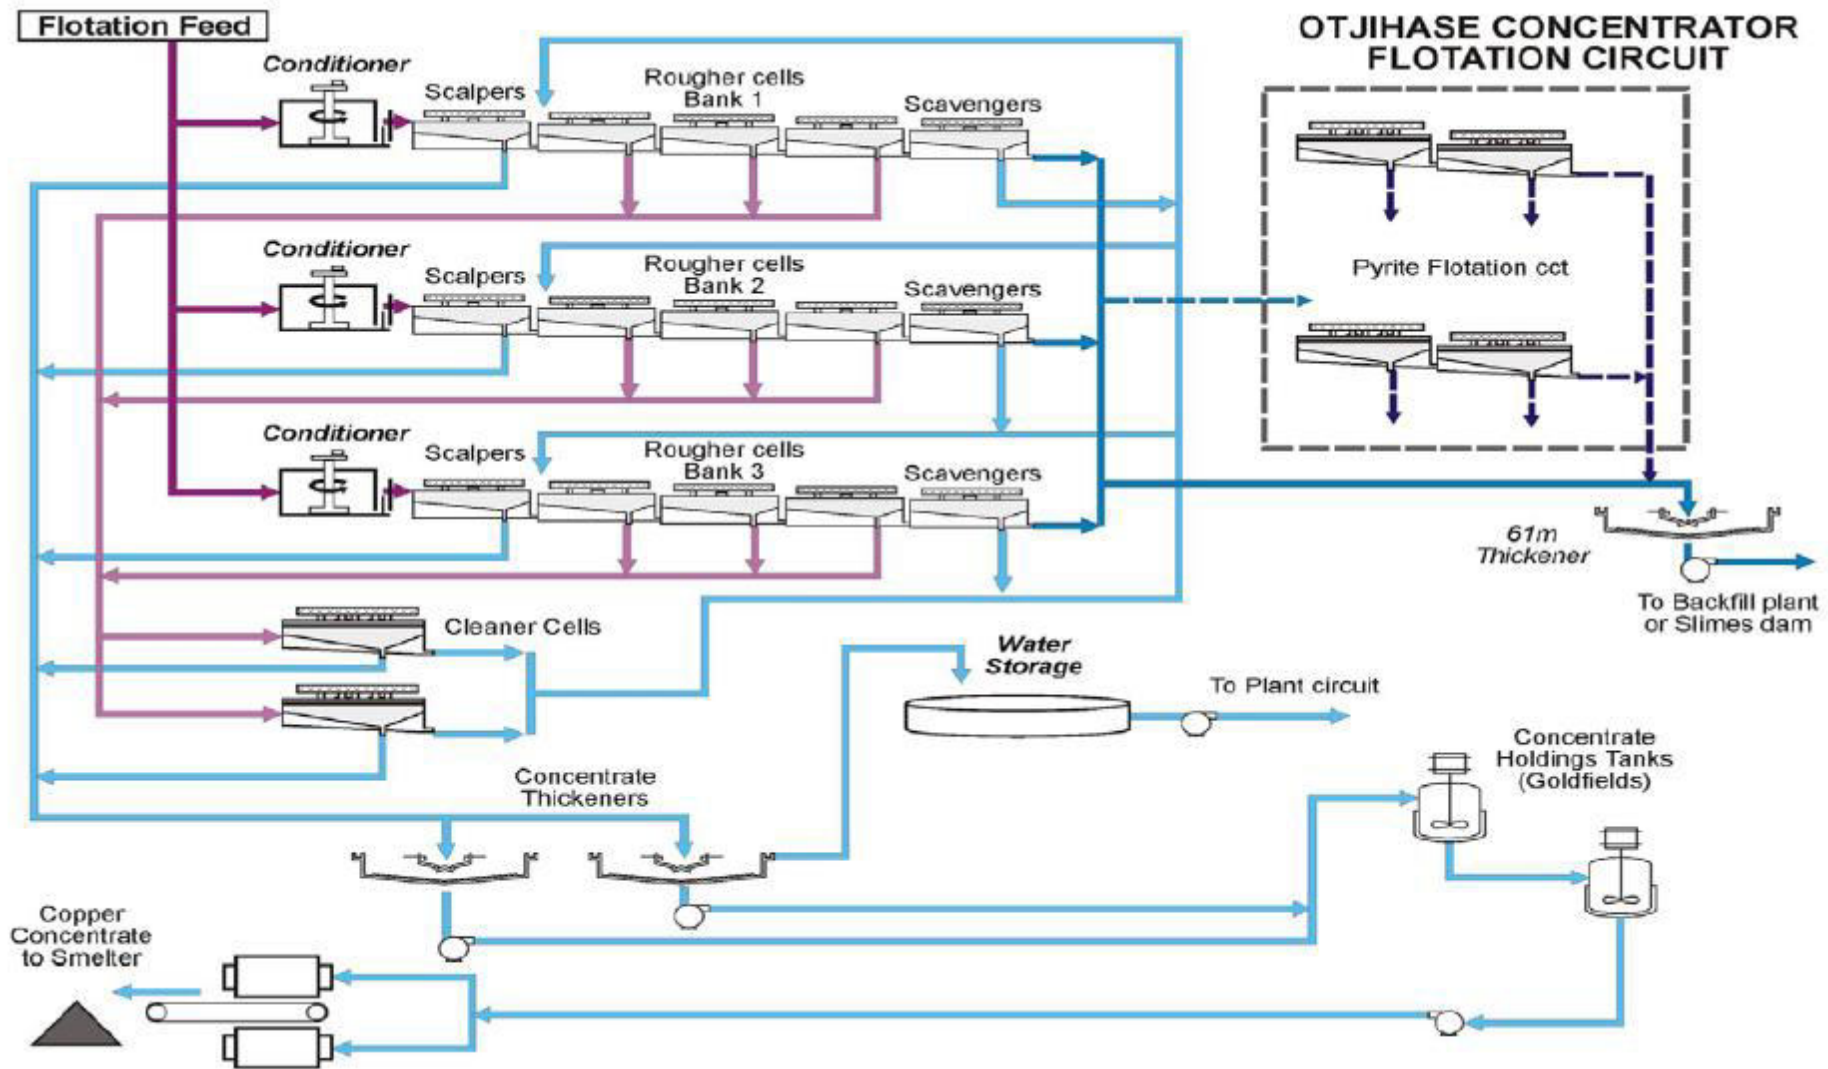 Flotation Feed
OTJIHASE CONCENTRATOR
FLOTATION CIRCUIT
Conditioner
Scalpers
Rougher cells
Bank 1
Scavengers
Conditioner
Scalpers
Rougher cells
Bank 2
Scavengers
Pyrite Flotation cct
Conditioner
Scalpers
Rougher cells
Bank 3
Scavengers
61m
Thickener
To Backfill plant
or Slimes dam
Cleaner Cells
Water
Storage
To Plant circuit
Concentrate
Holdings Tanks
(Goldfields)
Concentrate
Thickeners
Copper
Concentrate
to Smelter